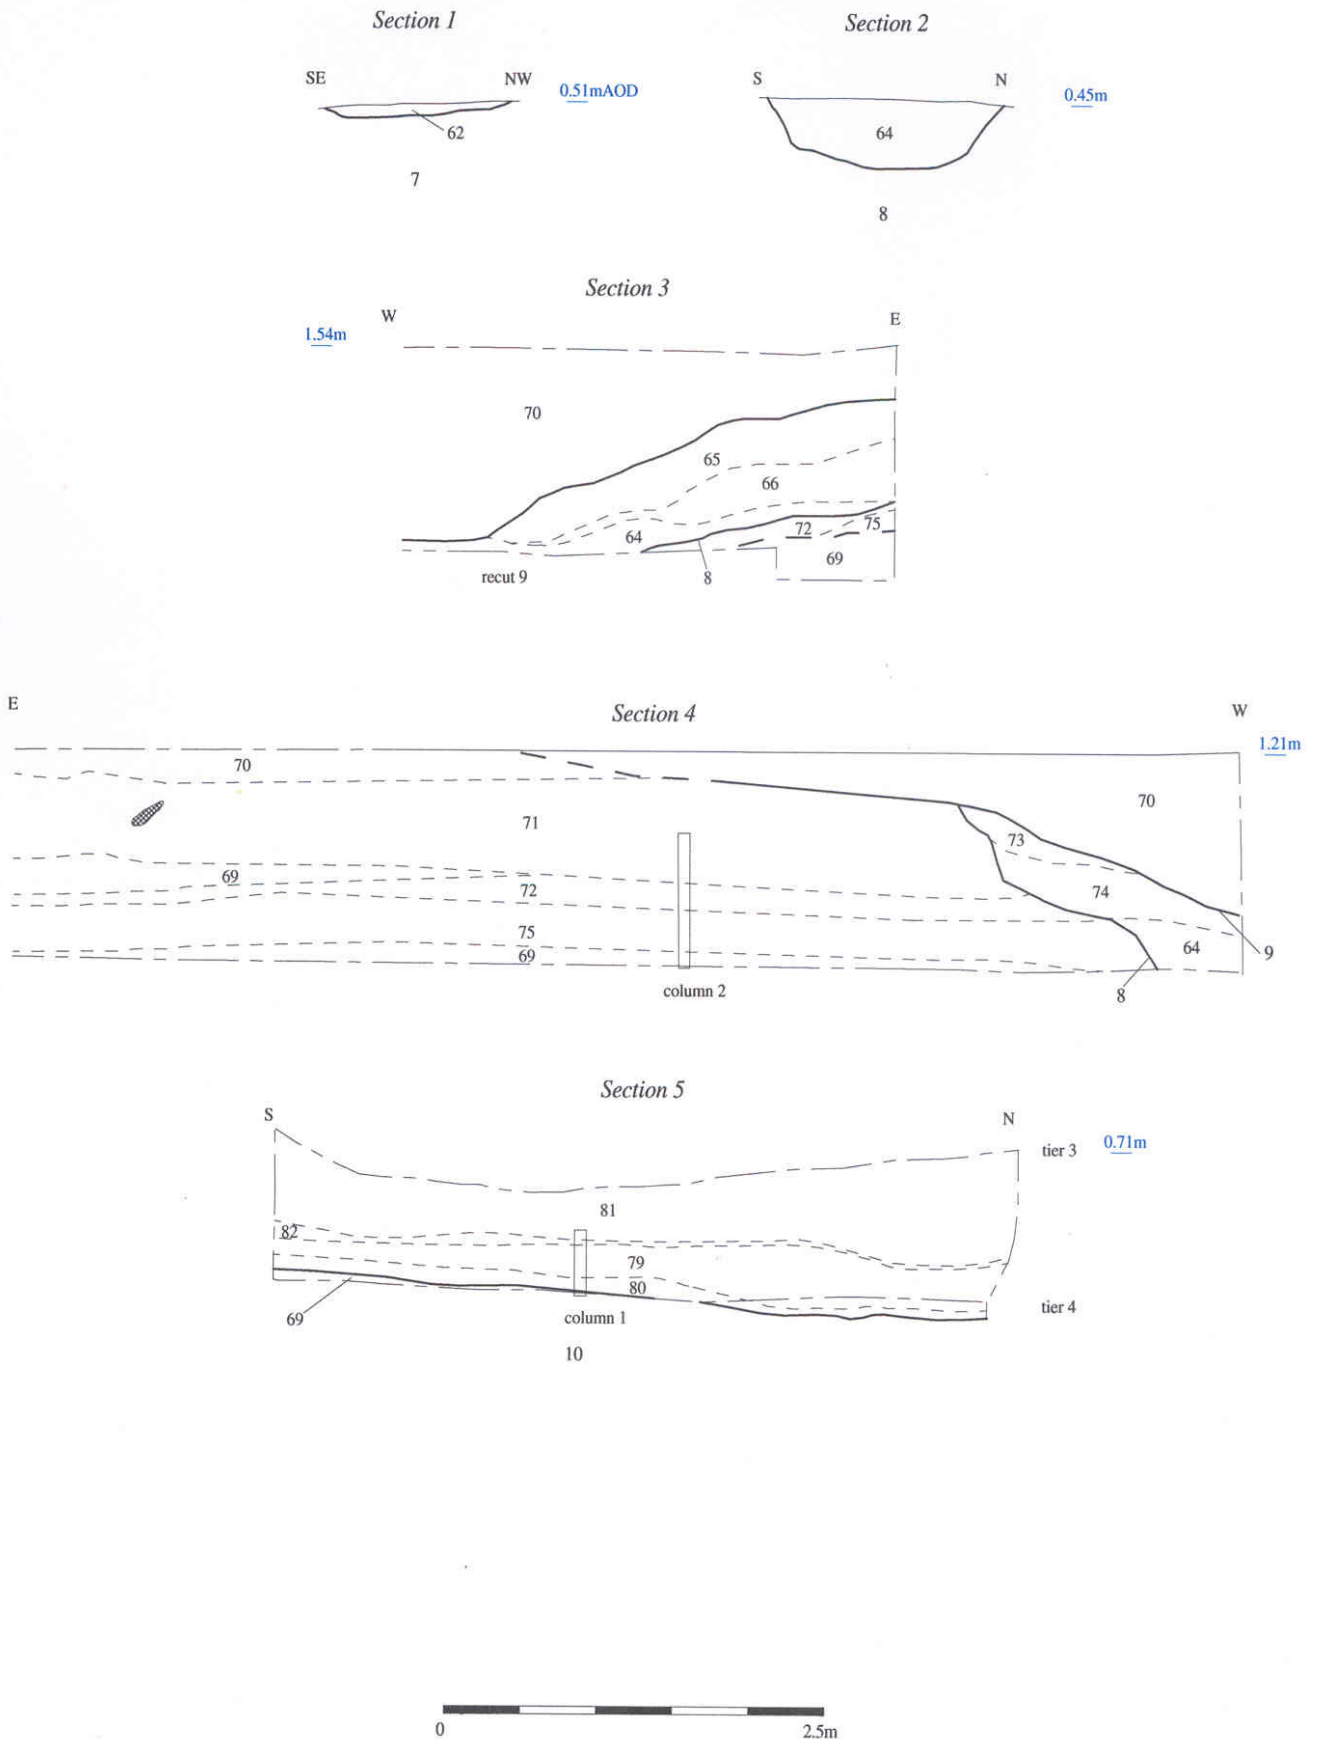 Section 1
SE
NW
0.51mAOD
62
7
Section 2
S
N
0.45m
64
8
Section 3
W
E
1.54m
70
65
66
64
72
75
69
recut 9
8
Section 4
E
W
1.21m
70
70
71
73
69
72
74
75
64
69
9
column 2
8
Section 5
S
N
tier 3
0.71m
81
82
79
80
69
column 1
tier 4
10
0
2.5m